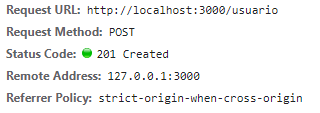 Request URL: http://localhost:3000/usuario
Request Method: POST
Status Code: 201 Created
Remote Address: 127.0.0.1:3000
Referrer Policy: strict-origin-when-cross-origin